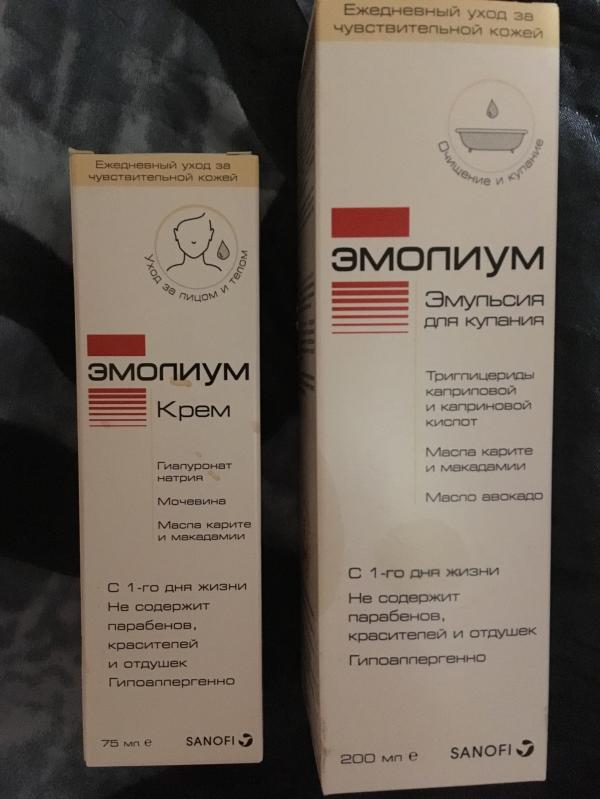 Ежедневный уход за
чувствительной кожей
Уход за лицом и телом
ЭМОЛИУМ
Крем
Гиалуронат
натрия
Мочевина
Масла карите
и макадамии
С 1-го дня жизни
Не содержит
парабенов,
красителей
и отдушек
Гипоаллергенно
75 мл е
SANOFI
Ежедневный уход за
чувствительной кожей
Очищение и купание
ЭМОЛИУМ
Эмульсия
для купания
Триглицериды
каприловой
и каприновой
кислот
Масла карите
и макадамии
Масло авокадо
С 1-го дня жизни
Не содержит
парабенов,
красителей и отдушек
Гипоаллергенно
200 мл е
SANOFI